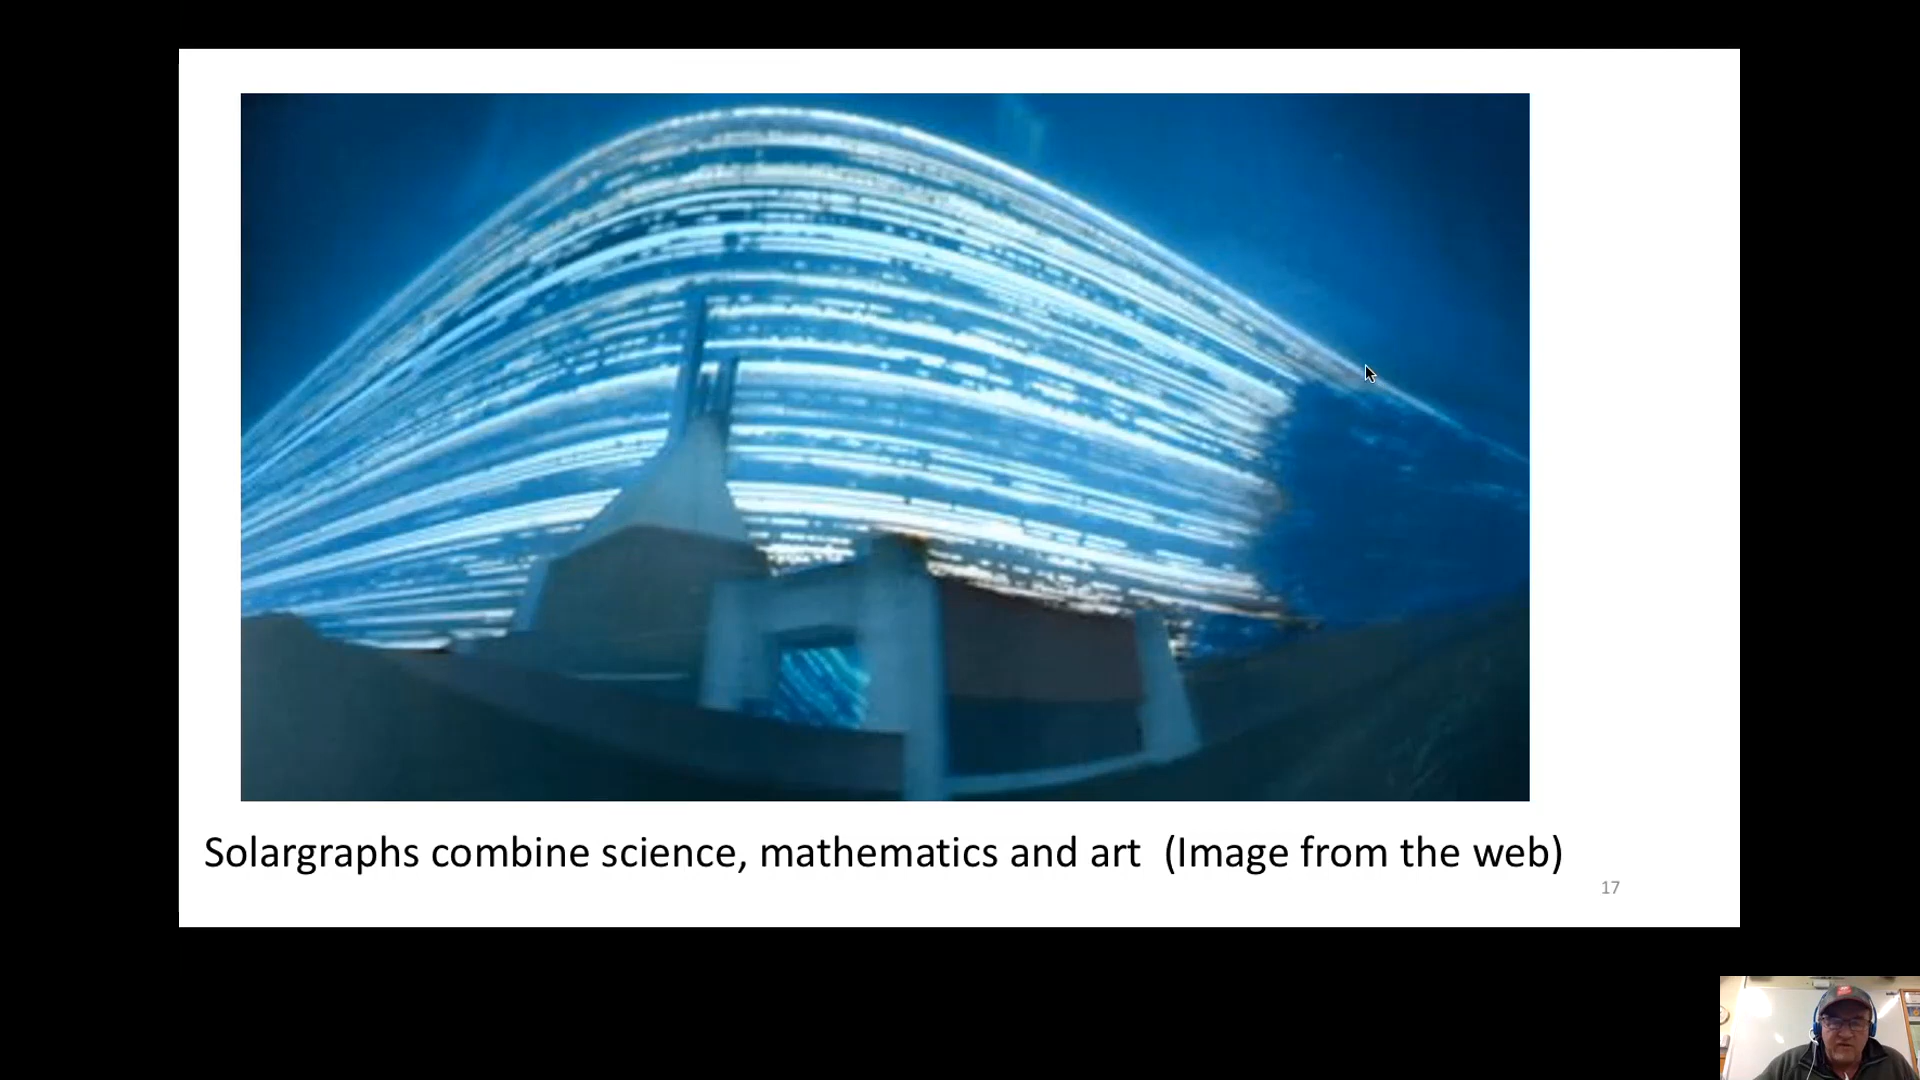 Solargraphs combine science, mathematics and art  (Image from the web)
17